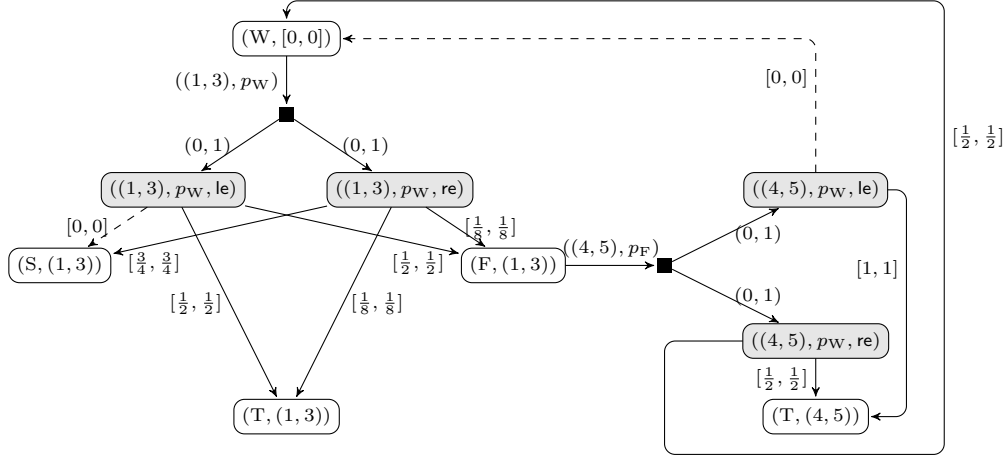 (W, [0, 0])
[0, 0]
((1, 3), p_W)
[1/2, 1/2]
(0, 1) (0, 1)
((1, 3), p_W, le) ((1, 3), p_W, re) ((4, 5), p_W, le)
[0, 0] [1/8, 1/8] (0, 1)
((4, 5), p_F)
(S, (1, 3)) [3/4, 3/4] [1/2, 1/2] (F, (1, 3)) [1, 1]
[1/2, 1/2] [1/8, 1/8] (0, 1)
((4, 5), p_W, re)
[1/2, 1/2]
(T, (1, 3)) (T, (4, 5))